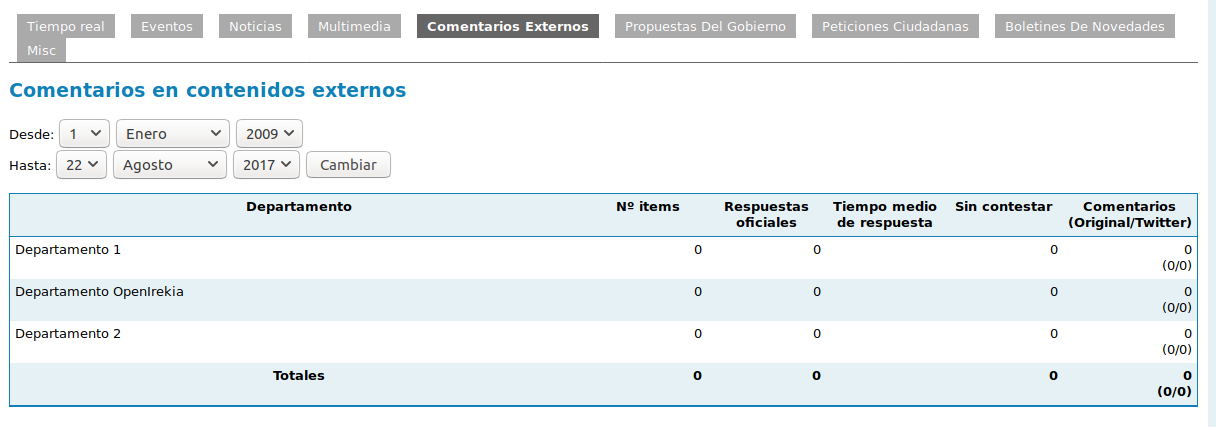 Tiempo real Eventos Noticias Multimedia Comentarios Externos Propuestas Del Gobierno Peticiones Ciudadanas Boletines De Novedades
Misc
Comentarios en contenidos externos
Desde: 1 Enero 2009
Hasta: 22 Agosto 2017 Cambiar
Departamento Nº items Respuestas oficiales Tiempo medio de respuesta Sin contestar Comentarios (Original/Twitter)
Departamento 1 0 0 0 0
(0/0)
Departamento OpenIrekia 0 0 0 0
(0/0)
Departamento 2 0 0 0 0
(0/0)
Totales 0 0 0 0
(0/0)